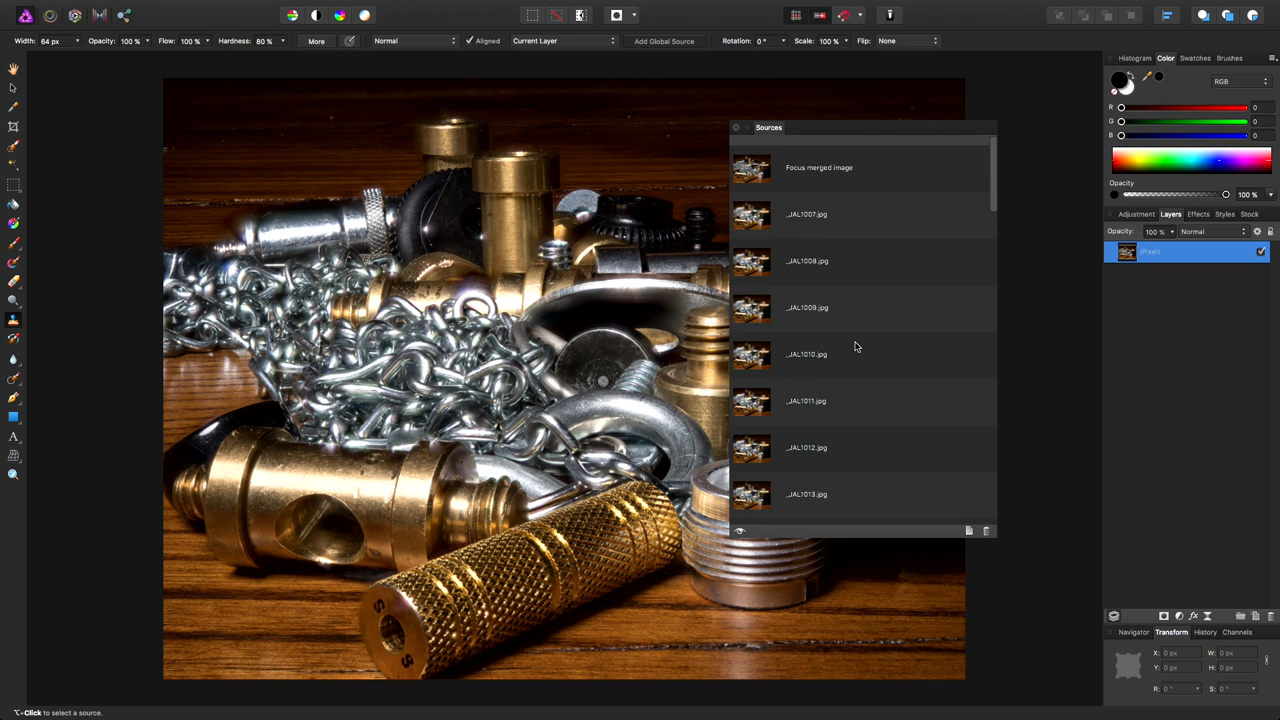 Width: 64 px Opacity: 100 % Flow: 100 % Hardness: 80 % More Normal Aligned Current Layer Add Global Source Rotation: 0 ° Scale: 100 % Flip: None
Histogram Color Swatches Brushes
RGB
R 0
G 0
B 0
Opacity
100 %
Adjustment Layers Effects Styles Stock
Opacity: 100 % Normal
(Pixel)
Sources
Focus merged image
_JAL1007.jpg
_JAL1008.jpg
_JAL1009.jpg
_JAL1010.jpg
_JAL1011.jpg
_JAL1012.jpg
_JAL1013.jpg
S
8
Navigator Transform History Channels
X: 0 px W: 0 px
Y: 0 px H: 0 px
R: 0 ° S: 0 °
⌥+Click to select a source.